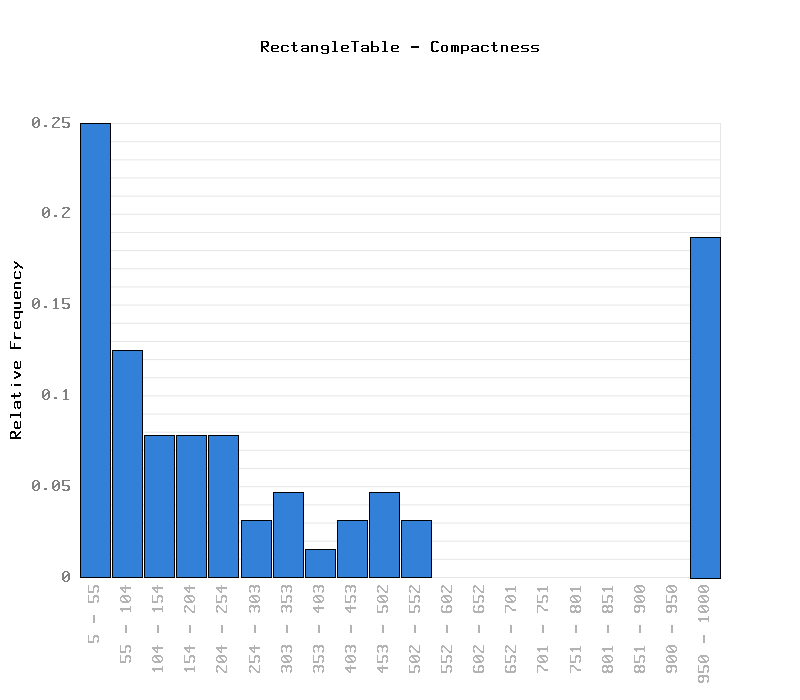 RectangleTable - Compactness
0.25
0.2
0.15
0.1
0.05
0
Relative Frequency
5 - 55
55 - 104
104 - 154
154 - 204
204 - 254
254 - 303
303 - 353
353 - 403
403 - 453
453 - 502
502 - 552
552 - 602
602 - 652
652 - 701
701 - 751
751 - 801
801 - 851
851 - 900
900 - 950
950 - 1000